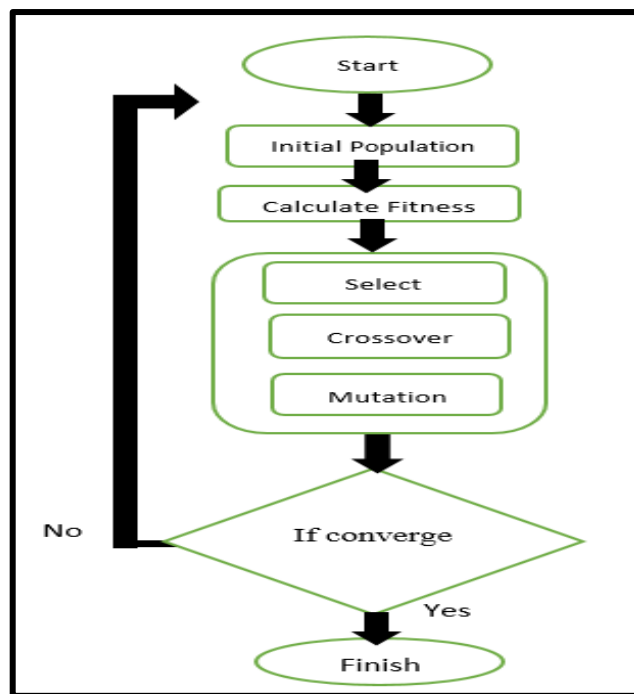 Start
Initial Population
Calculate Fitness
Select
Crossover
Mutation
If converge
No
Yes
Finish